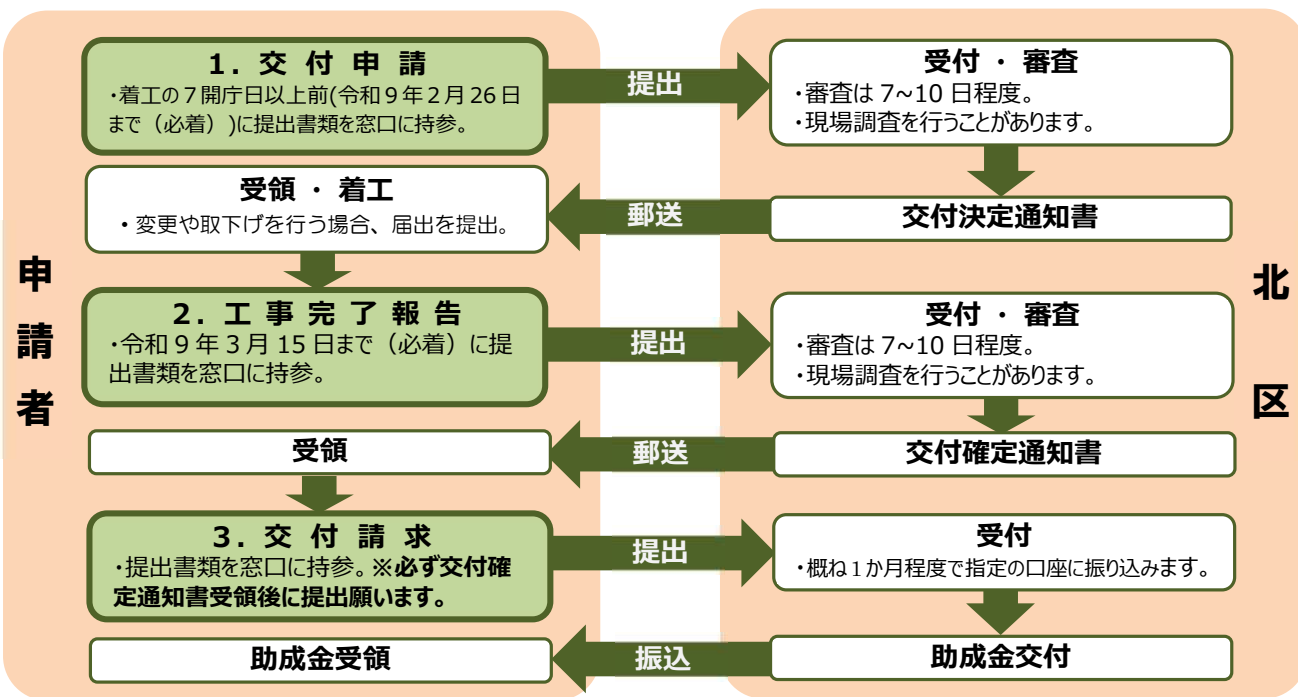 申請者
1．交 付 申 請
・着工の７開庁日以上前(令和９年２月26日
まで（必着）)に提出書類を窓口に持参。
提出
受付 ・ 審査
・審査は 7~10 日程度。
・現場調査を行うことがあります。
受領 ・ 着工
・変更や取下げを行う場合、届出を提出。
郵送
交付決定通知書
2．工 事 完 了 報 告
・令和９年３月15日まで（必着）に提
出書類を窓口に持参。
提出
受付 ・ 審査
・審査は 7~10 日程度。
・現場調査を行うことがあります。
受領
郵送
交付確定通知書
3．交 付 請 求
・提出書類を窓口に持参。※必ず交付確
定通知書受領後に提出願います。
提出
受付
・概ね１か月程度で指定の口座に振り込みます。
助成金受領
振込
助成金交付
北区